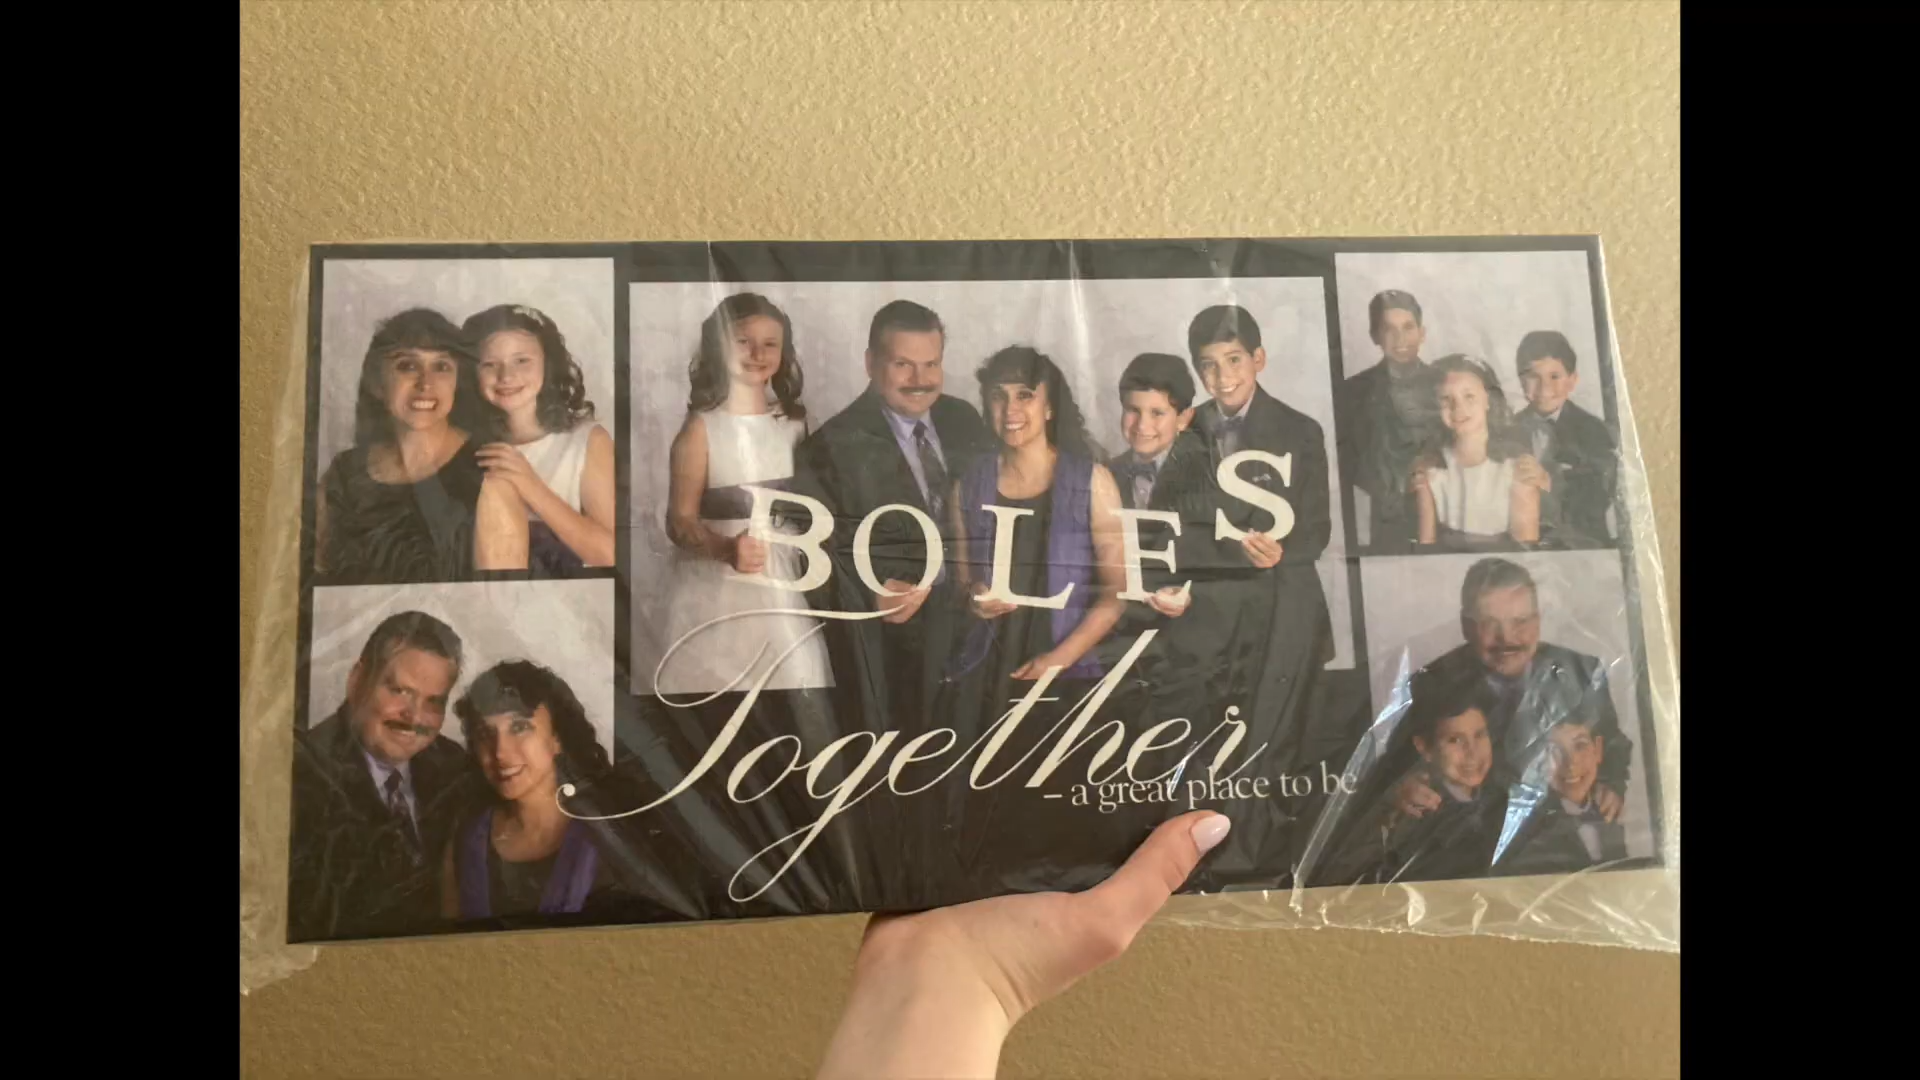 BOLES
Together
– a great place to be